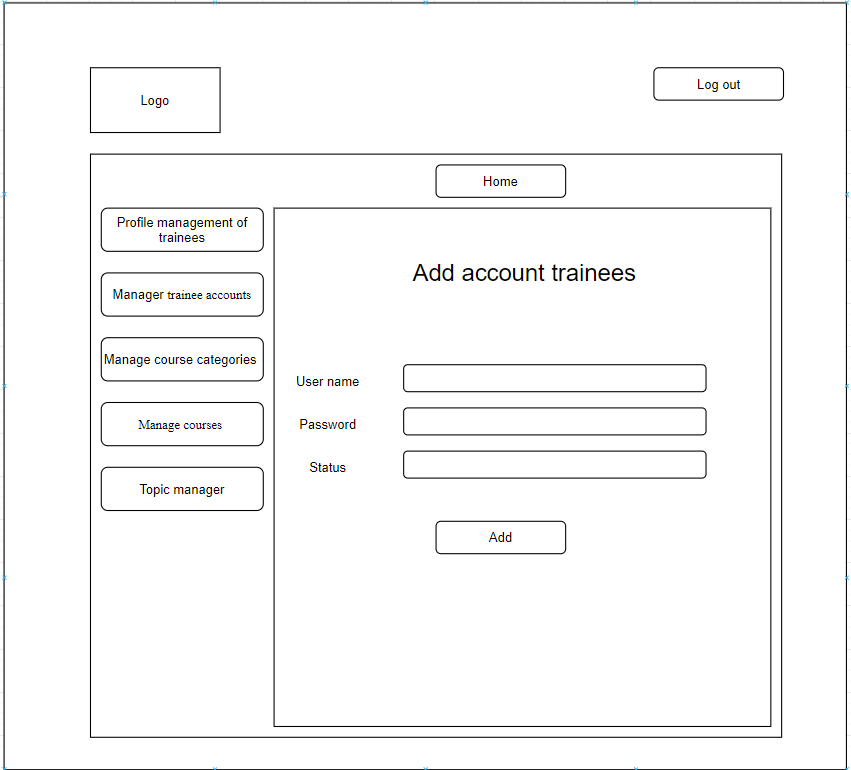 Logo
Log out
Home
Profile management of
trainees
Manager trainee accounts
Manage course categories
Manage courses
Topic manager
Add account trainees
User name
Password
Status
Add